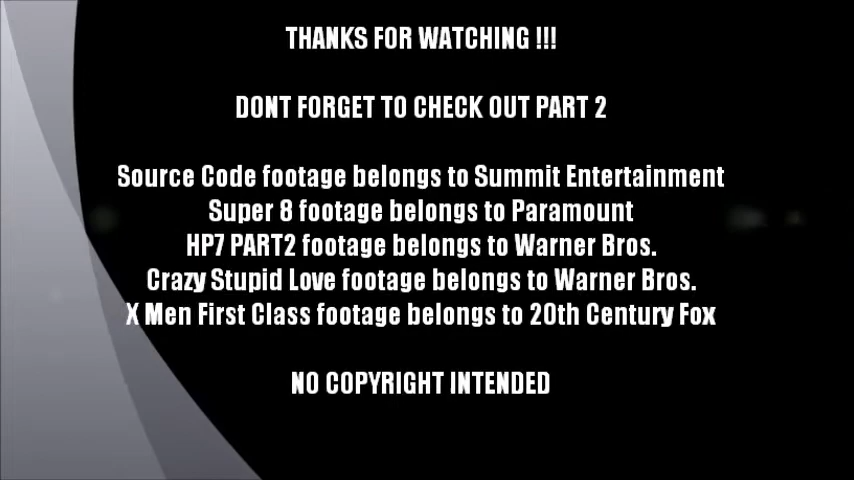 THANKS FOR WATCHING !!!
DONT FORGET TO CHECK OUT PART 2
Source Code footage belongs to Summit Entertainment
Super 8 footage belongs to Paramount
HP7 PART2 footage belongs to Warner Bros.
Crazy Stupid Love footage belongs to Warner Bros.
X Men First Class footage belongs to 20th Century Fox
NO COPYRIGHT INTENDED